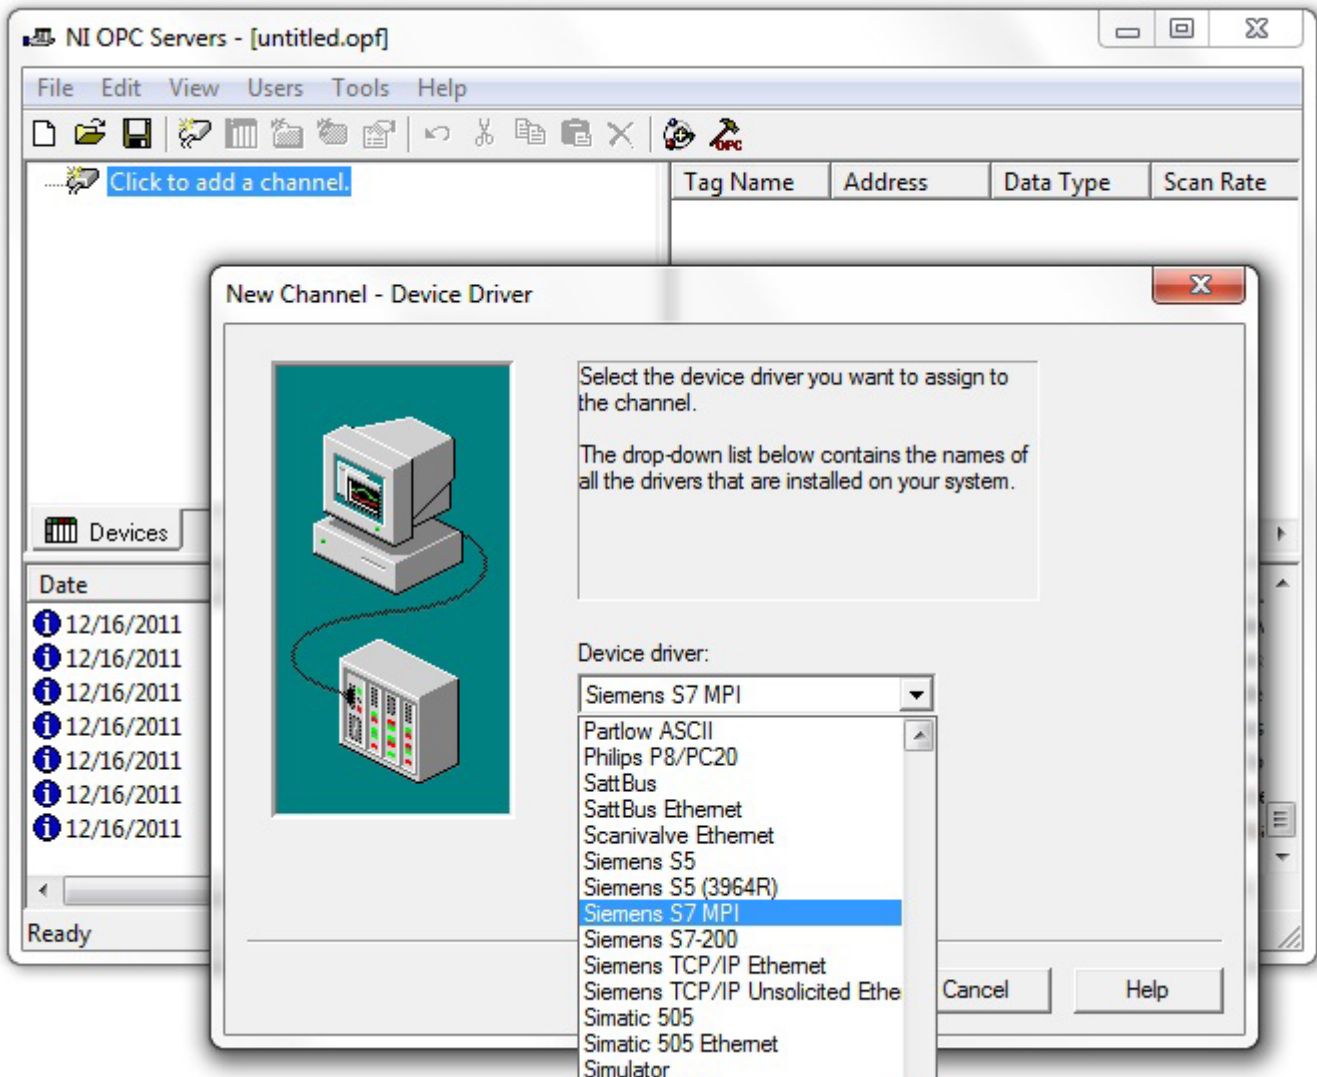 NI OPC Servers - [untitled.opf]
File Edit View Users Tools Help
OPC
Click to add a channel.
Tag Name Address Data Type Scan Rate
New Channel - Device Driver
Select the device driver you want to assign to
the channel.
The drop-down list below contains the names of
all the drivers that are installed on your system.
Devices
Date
12/16/2011
12/16/2011
12/16/2011
12/16/2011
12/16/2011
12/16/2011
12/16/2011
Device driver:
Siemens S7 MPI
Partlow ASCII
Philips P8/PC20
SattBus
SattBus Ethernet
Scanivalve Ethernet
Siemens S5
Siemens S5 (3964R)
Siemens S7 MPI
Siemens S7-200
Siemens TCP/IP Ethernet
Siemens TCP/IP Unsolicited Ethe
Simatic 505
Simatic 505 Ethernet
Simulator
Cancel Help
Ready